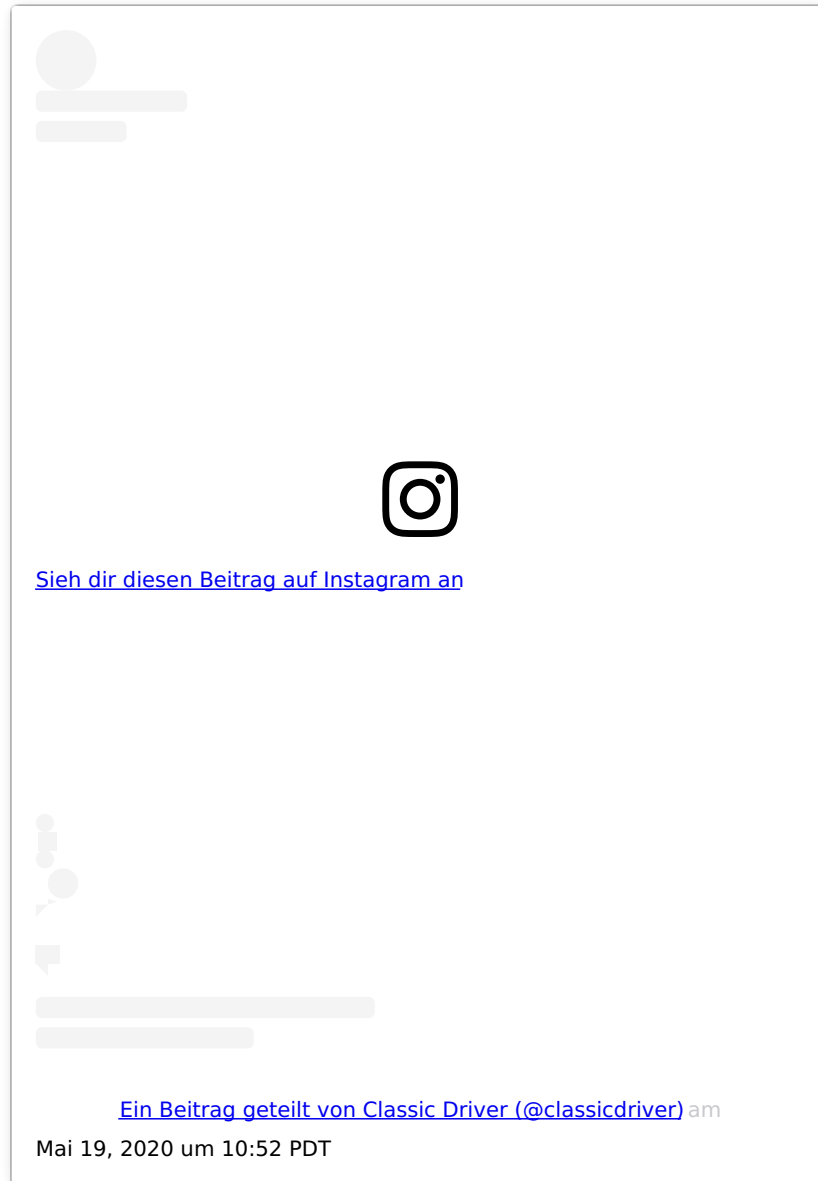 Sieh dir diesen Beitrag auf Instagram an
Ein Beitrag geteilt von Classic Driver (@classicdriver) am
Mai 19, 2020 um 10:52 PDT